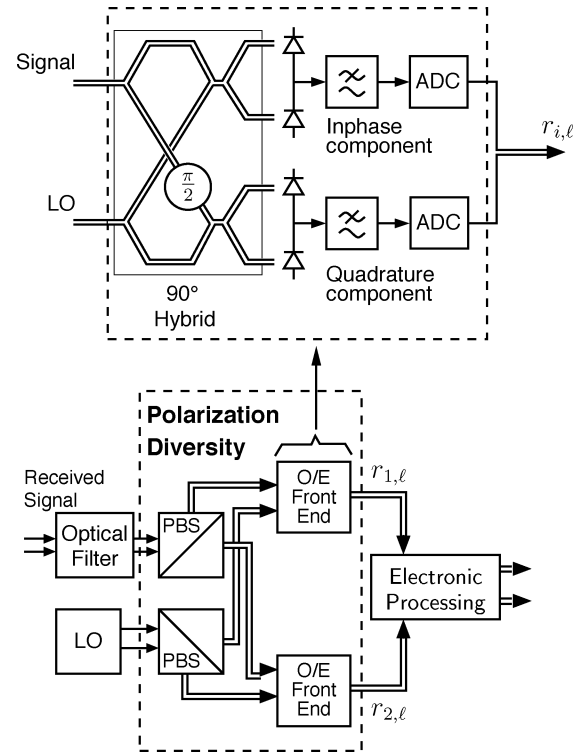 Signal
ADC
Inphase
component
r_{i,ℓ}
π/2
LO
ADC
Quadrature
component
90°
Hybrid
Polarization
Diversity
Received
Signal
O/E
Front
End
r_{1,ℓ}
PBS
Optical
Filter
Electronic
Processing
LO
PBS
O/E
Front
End
r_{2,ℓ}